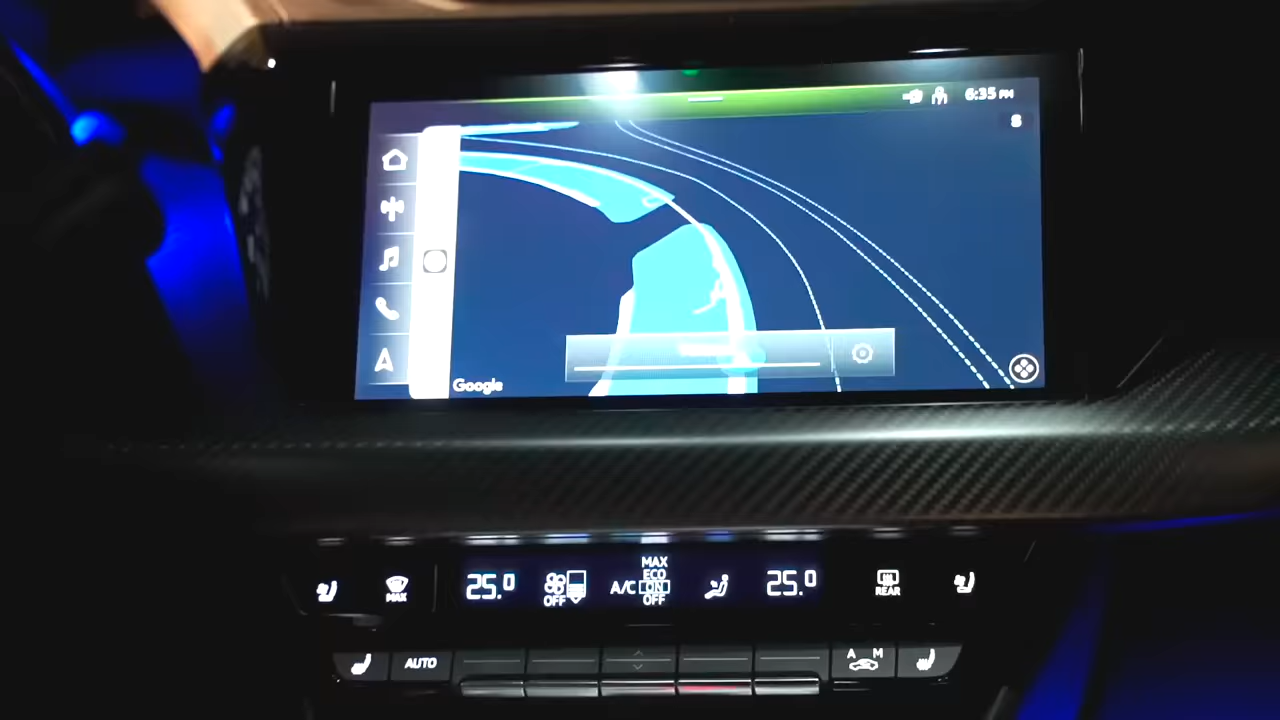 6:35 PM
S
Google
MAX
ECO
25.0 A/C ON 25.0
OFF OFF
MAX REAR
AUTO A M